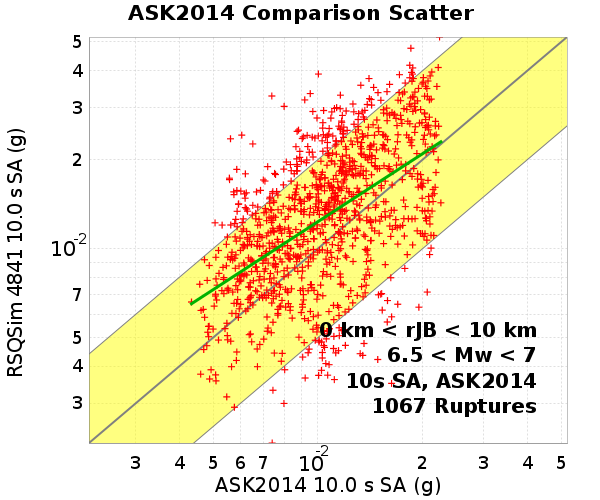 ASK2014 Comparison Scatter
5
4
3
2
10-2
7
5
4
3
RSQSim 4841 10.0 s SA (g)
0 km < rJB < 10 km
6.5 < Mw < 7
10s SA, ASK2014
1067 Ruptures
3 4 5 6 7 10-2 2 3 4 5
ASK2014 10.0 s SA (g)